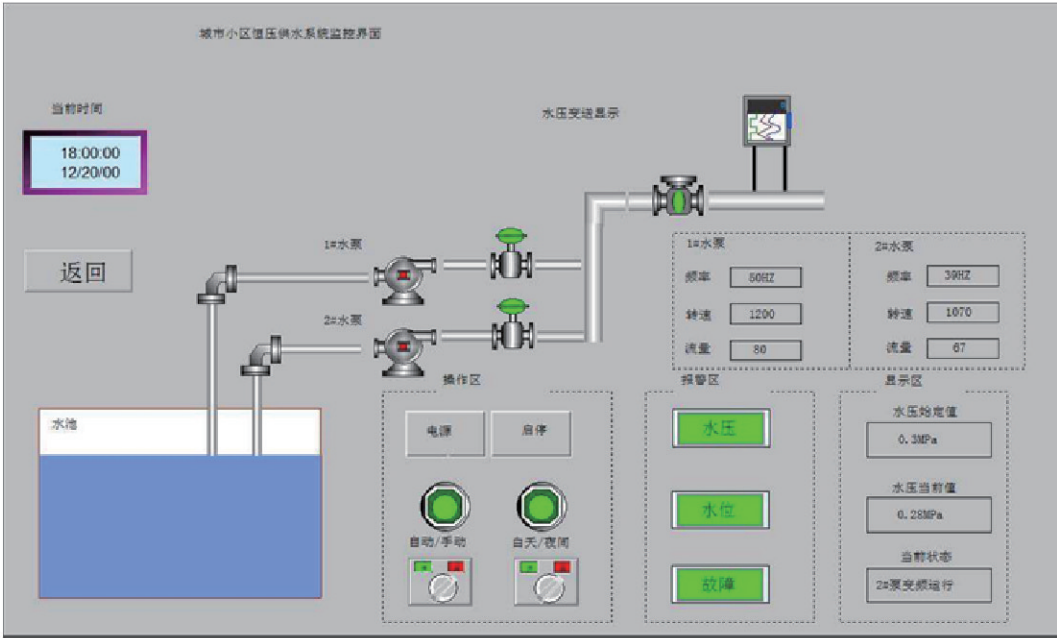 城市小区恒压供水系统监控界面
当前时间
18:00:00
12/20/00
水压变送显示
返回
1#水泵
2#水泵
1#水泵
频率 50HZ
转速 1200
流量 80
2#水泵
频率 39HZ
转速 1070
流量 67
水池
操作区
电源
启停
自动/手动
白天/夜间
报警区
水压
水位
故障
显示区
水压给定值
0.3MPa
水压当前值
0.28MPa
当前状态
2#泵变频运行